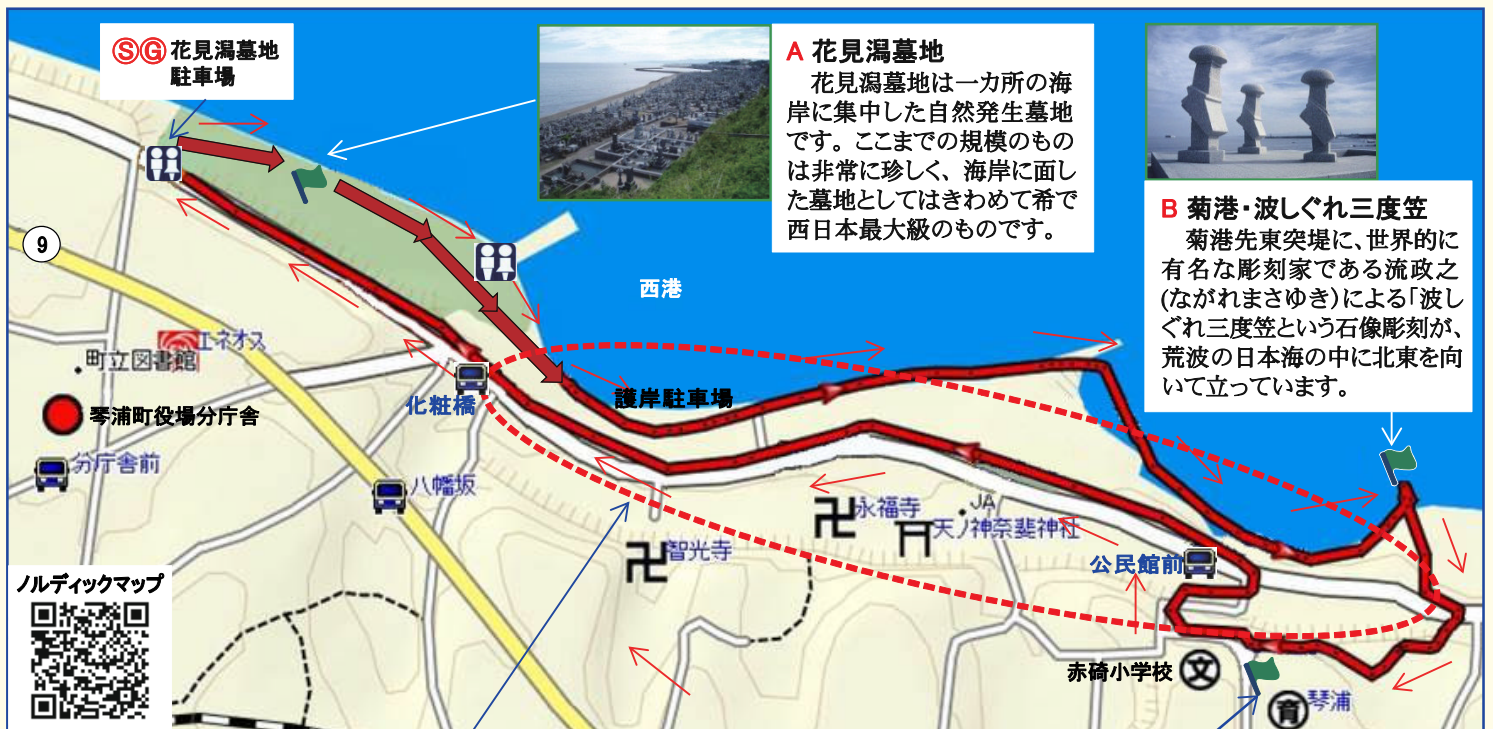 ⓈⒼ 花見潟墓地
駐車場
A 花見潟墓地
花見潟墓地は一カ所の海
岸に集中した自然発生墓地
です。ここまでの規模のもの
は非常に珍しく、海岸に面し
た墓地としてはきわめて希で
西日本最大級のものです。
B 菊港・波しぐれ三度笠
菊港先東突堤に、世界的に
有名な彫刻家である流政之
(ながれまさゆき)による「波し
ぐれ三度笠という石像彫刻が、
荒波の日本海の中に北東を向
いて立っています。
9
西港
エネオス
町立図書館
琴浦町役場分庁舎
化粧橋
護岸駐車場
分庁舎前
八幡坂
永福寺
JA
天ノ神奈斐神社
智光寺
公民館前
ノルディックマップ
赤碕小学校
文
育
琴浦